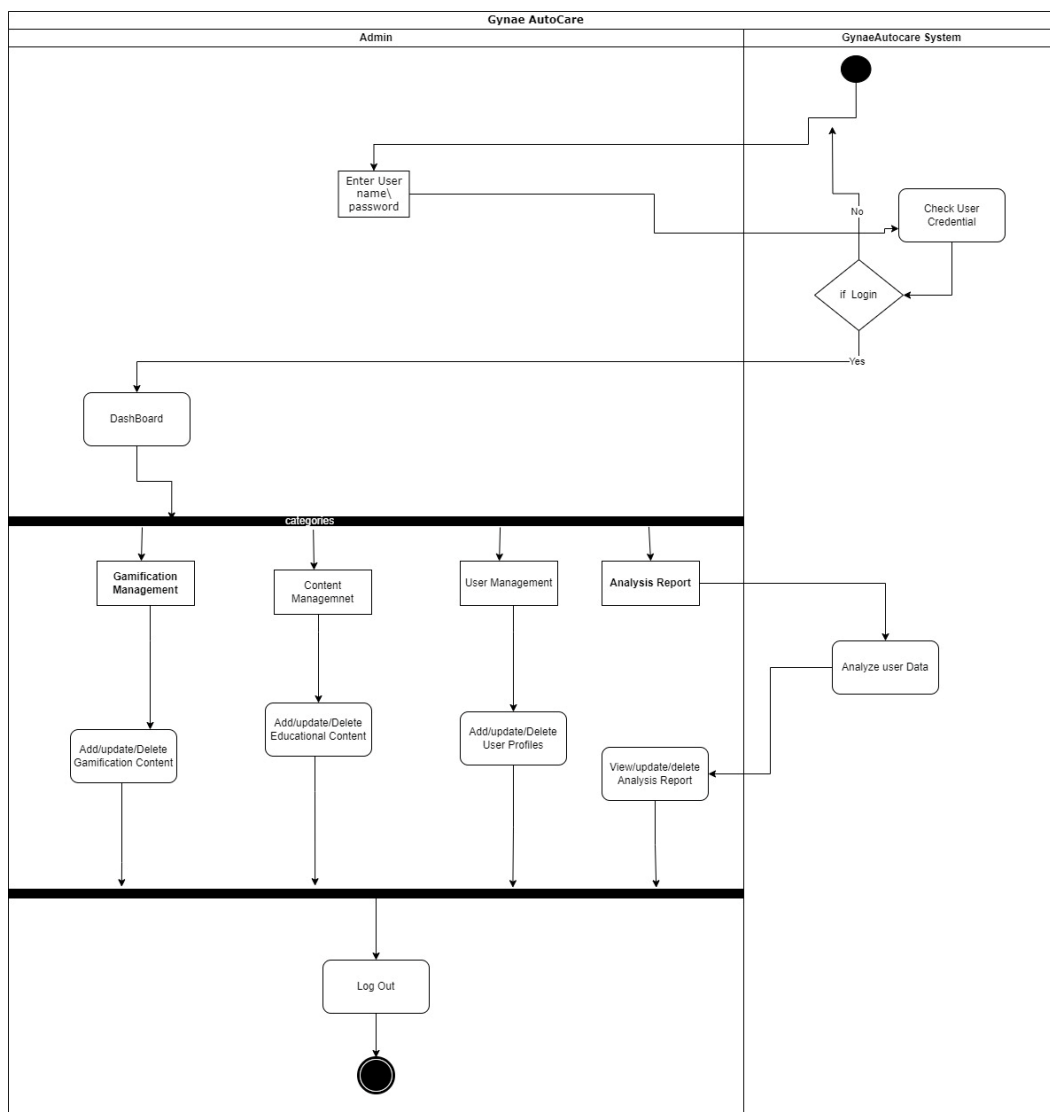 Gynae AutoCare
Admin
GynaeAutocare System
Enter User
name\
password
No
Check User
Credential
if Login
Yes
DashBoard
categories
Gamification
Management
Content
Managemnet
User Management
Analysis Report
Analyze user Data
Add/update/Delete
Gamification Content
Add/update/Delete
Educational Content
Add/update/Delete
User Profiles
View/update/delete
Analysis Report
Log Out